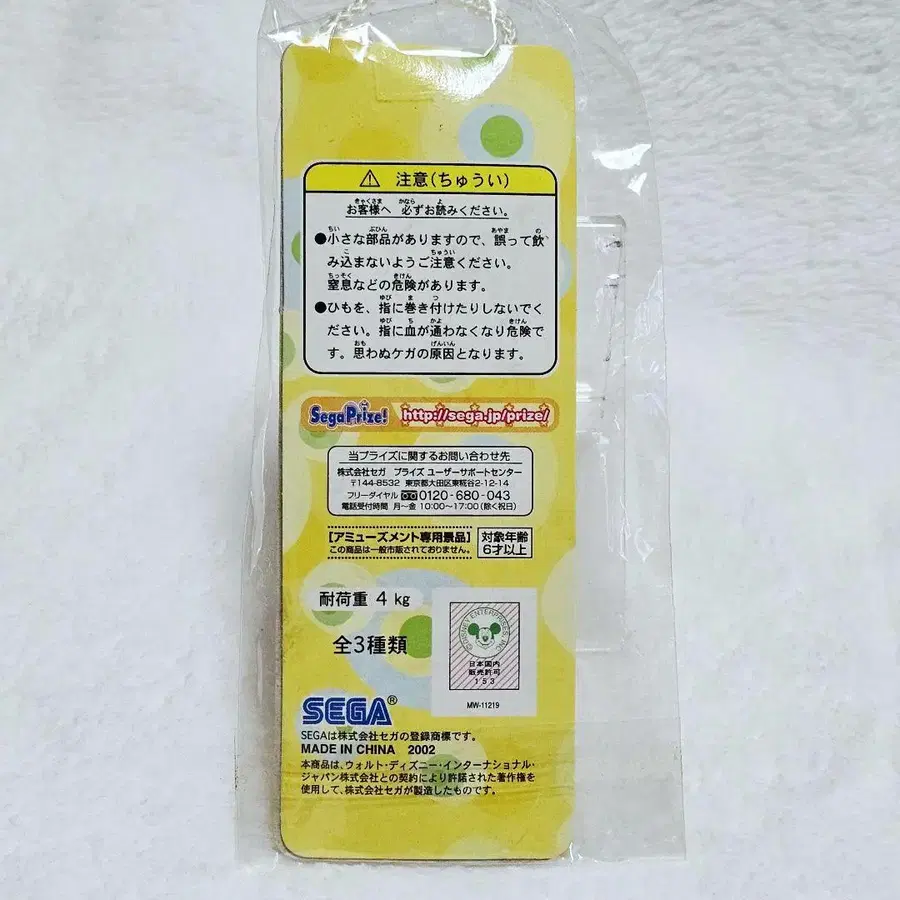 ⚠ 注意(ちゅうい)
お客様へ 必ずお読みください。
●小さな部品がありますので、誤って飲
み込まないようご注意ください。
窒息などの危険があります。
●ひもを、指に巻き付けたりしないでく
ださい。指に血が通わなくなり危険で
す。思わぬケガの原因となります。
SegaPrize! http://sega.jp/prize/
当プライズに関するお問い合わせ先
株式会社セガ プライズ ユーザーサポートセンター
〒144-8532 東京都大田区東糀谷2-12-14
フリーダイヤル 0120-680-043
電話受付時間 月〜金 10:00〜17:00(除く祝日)
【アミューズメント専用景品】
この商品は一般市販されておりません。
対象年齢
6才以上
耐荷重 4 kg
全3種類
©DISNEY ENTERPRISES, INC.
日本国内
販売許可
153
MW-11219
SEGA®
SEGAは株式会社セガの登録商標です。
MADE IN CHINA 2002
本商品は、ウォルト・ディズニー・インターナショナル・
ジャパン株式会社との契約により許諾された著作権を
使用して、株式会社セガが製造したものです。